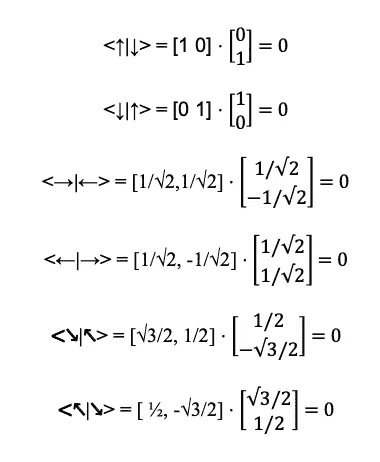 <↑|↓> = [1 0] · [0 1] = 0
<↓|↑> = [0 1] · [1 0] = 0
<→|←> = [1/√2,1/√2] · [1/√2 −1/√2] = 0
<←|→> = [1/√2, -1/√2] · [1/√2 1/√2] = 0
<↘|↖> = [√3/2, 1/2] · [1/2 −√3/2] = 0
<↖|↘> = [ ½, -√3/2] · [√3/2 1/2] = 0